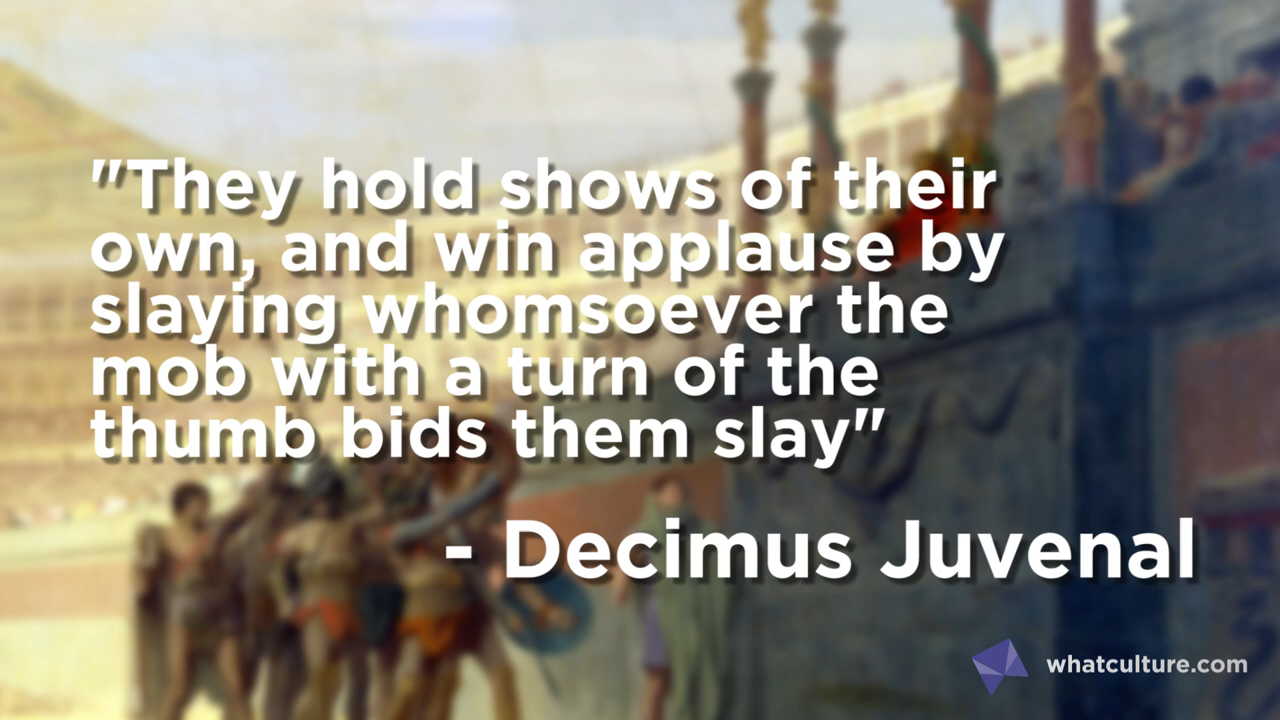 "They hold shows of their
own, and win applause by
slaying whomsoever the
mob with a turn of the
thumb bids them slay"
- Decimus Juvenal
whatculture.com